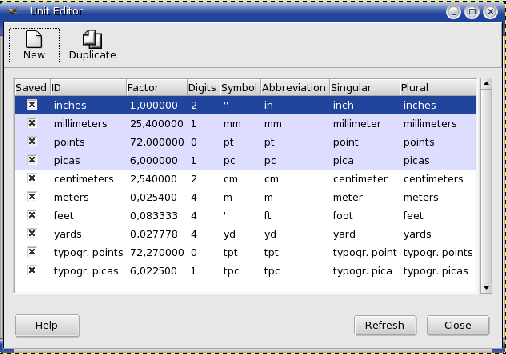 Unit Editor
New Duplicate
Saved ID Factor Digits Symbol Abbreviation Singular Plural
inches 1,000000 2 " in inch inches
millimeters 25,400000 1 mm mm millimeter millimeters
points 72,000000 0 pt pt point points
picas 6,000000 1 pc pc pica picas
centimeters 2,540000 2 cm cm centimeter centimeters
meters 0,025400 4 m m meter meters
feet 0,083333 4 ' ft foot feet
yards 0,027778 4 yd yd yard yards
typogr. points 72,270000 0 tpt tpt typogr. point typogr. points
typogr. picas 6,022500 1 tpc tpc typogr. pica typogr. picas
Help Refresh Close